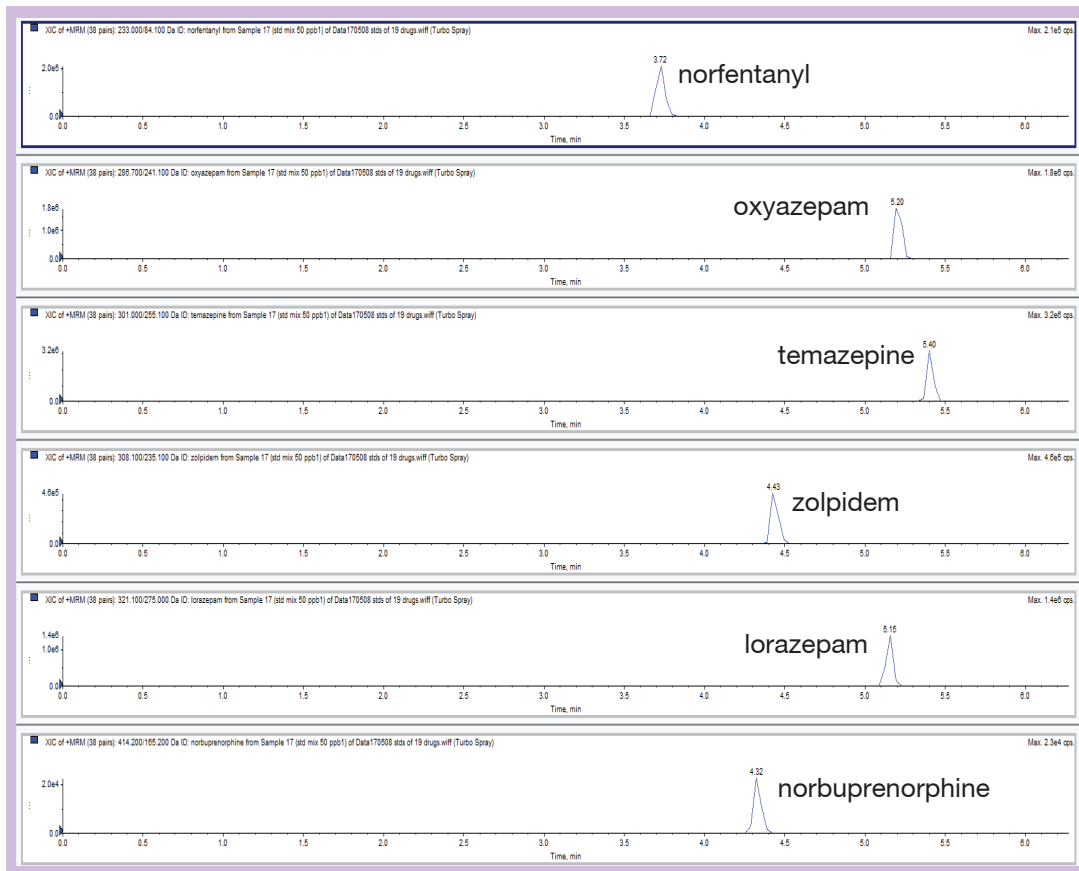 XIC of +MRM (38 pairs): 233.000/84.100 Da ID: norfentanyl from Sample 17 (std mix 50 ppb1) of Data170508 stds of 19 drugs.wiff (Turbo Spray) Max. 2.1e5 cps.
3.72
norfentanyl
2.0e5
0.0
0.0 0.5 1.0 1.5 2.0 2.5 3.0 3.5 4.0 4.5 5.0 5.5 6.0
Time, min
XIC of +MRM (38 pairs): 286.700/241.100 Da ID: oxyazepam from Sample 17 (std mix 50 ppb1) of Data170508 stds of 19 drugs.wiff (Turbo Spray) Max. 1.8e6 cps.
5.20
oxyazepam
1.8e6
1.0e6
0.0
0.0 0.5 1.0 1.5 2.0 2.5 3.0 3.5 4.0 4.5 5.0 5.5 6.0
Time, min
XIC of +MRM (38 pairs): 301.000/255.100 Da ID: temazepine from Sample 17 (std mix 50 ppb1) of Data170508 stds of 19 drugs.wiff (Turbo Spray) Max. 3.2e6 cps.
5.40
temazepine
3.2e6
0.0
0.0 0.5 1.0 1.5 2.0 2.5 3.0 3.5 4.0 4.5 5.0 5.5 6.0
Time, min
XIC of +MRM (38 pairs): 308.100/235.100 Da ID: zolpidem from Sample 17 (std mix 50 ppb1) of Data170508 stds of 19 drugs.wiff (Turbo Spray) Max. 4.6e5 cps.
4.43
zolpidem
4.6e5
0.0
0.0 0.5 1.0 1.5 2.0 2.5 3.0 3.5 4.0 4.5 5.0 5.5 6.0
Time, min
XIC of +MRM (38 pairs): 321.100/275.000 Da ID: lorazepam from Sample 17 (std mix 50 ppb1) of Data170508 stds of 19 drugs.wiff (Turbo Spray) Max. 1.4e6 cps.
5.15
lorazepam
1.4e6
1.0e6
0.0
0.0 0.5 1.0 1.5 2.0 2.5 3.0 3.5 4.0 4.5 5.0 5.5 6.0
Time, min
XIC of +MRM (38 pairs): 414.200/165.200 Da ID: norbuprenorphine from Sample 17 (std mix 50 ppb1) of Data170508 stds of 19 drugs.wiff (Turbo Spray) Max. 2.3e4 cps.
4.32
norbuprenorphine
2.0e4
0.0
0.0 0.5 1.0 1.5 2.0 2.5 3.0 3.5 4.0 4.5 5.0 5.5 6.0
Time, min